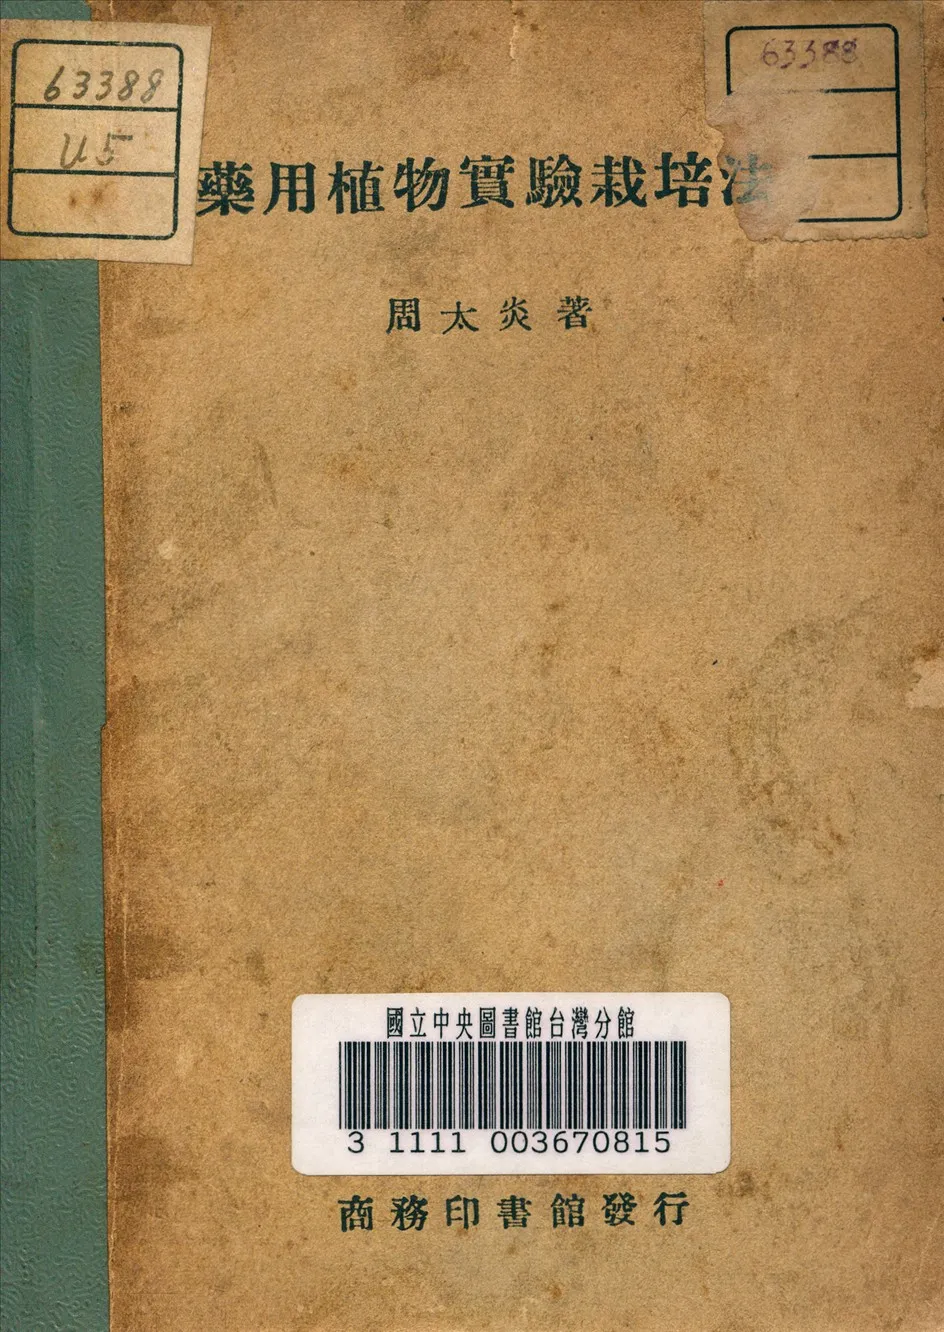 63388
U5
63388
藥用植物實驗栽培法
周太炎著
國立中央圖書館台灣分館
3 1111 003670815
商務印書館發行